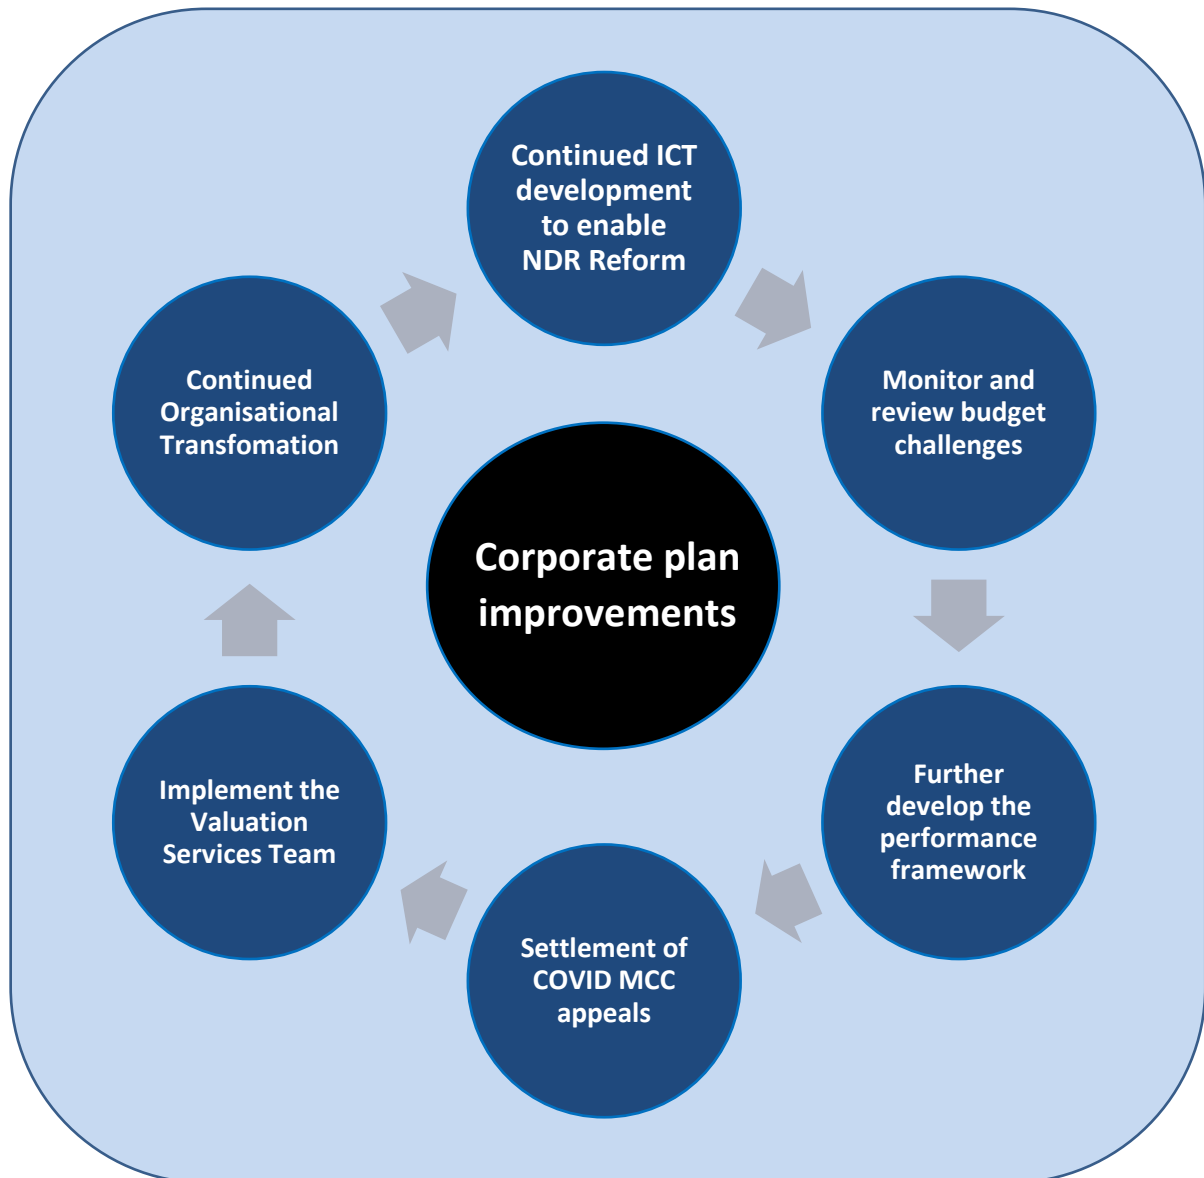 Continued ICT
development
to enable
NDR Reform
Monitor and
review budget
challenges
Further
develop the
performance
framework
Settlement of
COVID MCC
appeals
Implement the
Valuation
Services Team
Continued
Organisational
Transfomation
Corporate plan
improvements